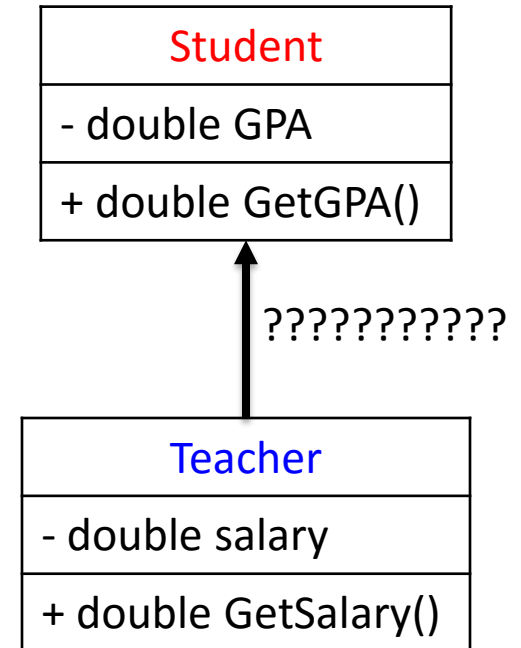 Student
- double GPA
+ double GetGPA()
???????????
Teacher
- double salary
+ double GetSalary()